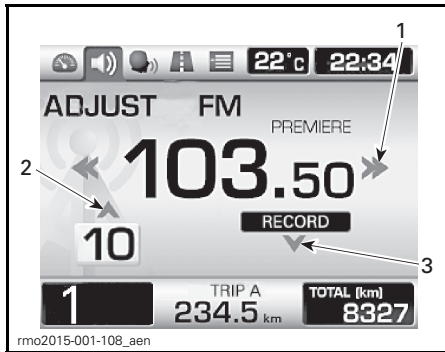 1
22°c 22:34
ADJUST FM
PREMIERE
2
103.50
RECORD
10
3
1 TRIP A TOTAL (km)
234.5 km 8327
rmo2015-001-108_aen